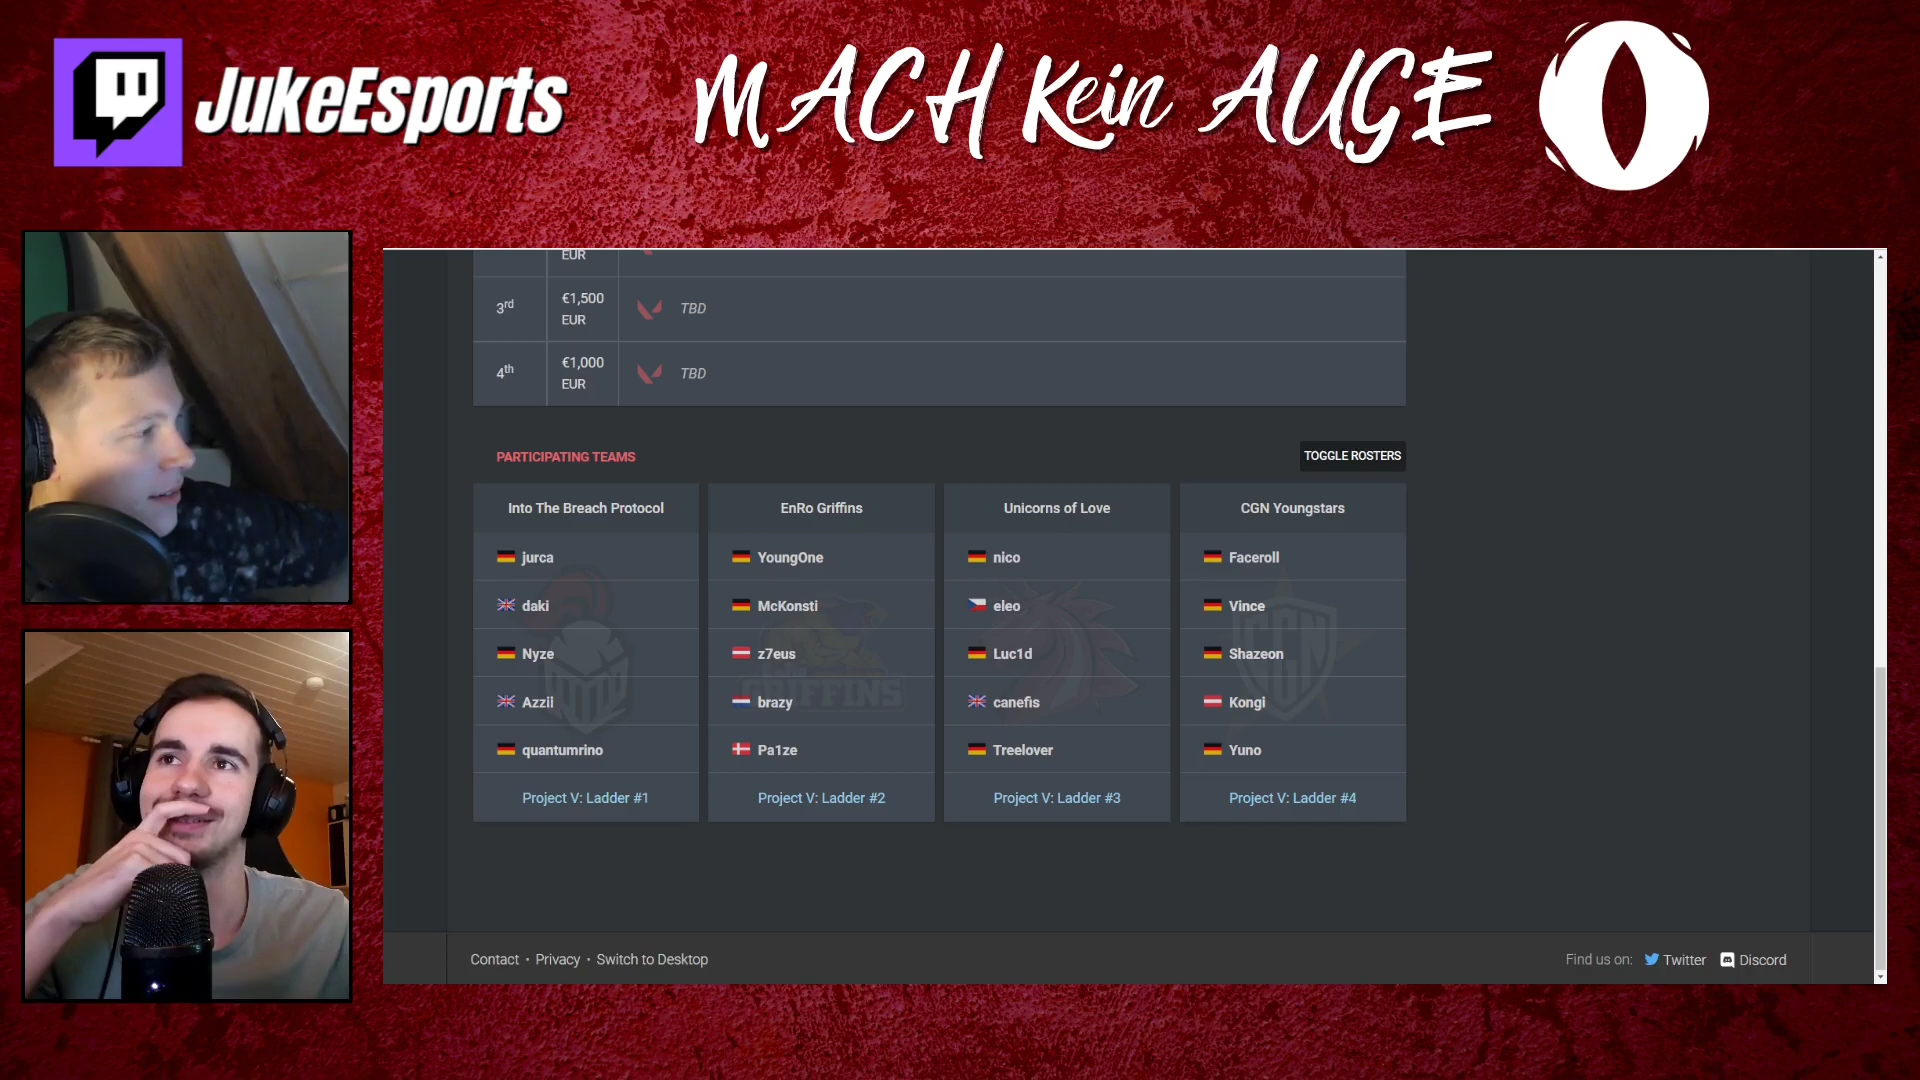 JukeEsports
MACH Kein AUGE
EUR
3rd
€1,500
EUR
TBD
4th
€1,000
EUR
TBD
PARTICIPATING TEAMS
TOGGLE ROSTERS
Into The Breach Protocol
jurca
daki
Nyze
Azzii
quantumrino
Project V: Ladder #1
EnRo Griffins
YoungOne
McKonsti
z7eus
brazy
Pa1ze
GRIFFINS
Project V: Ladder #2
Unicorns of Love
nico
eleo
Luc1d
canefis
Treelover
Project V: Ladder #3
CGN Youngstars
Faceroll
Vince
Shazeon
Kongi
Yuno
CGN
Project V: Ladder #4
Contact • Privacy • Switch to Desktop
Find us on: Twitter Discord